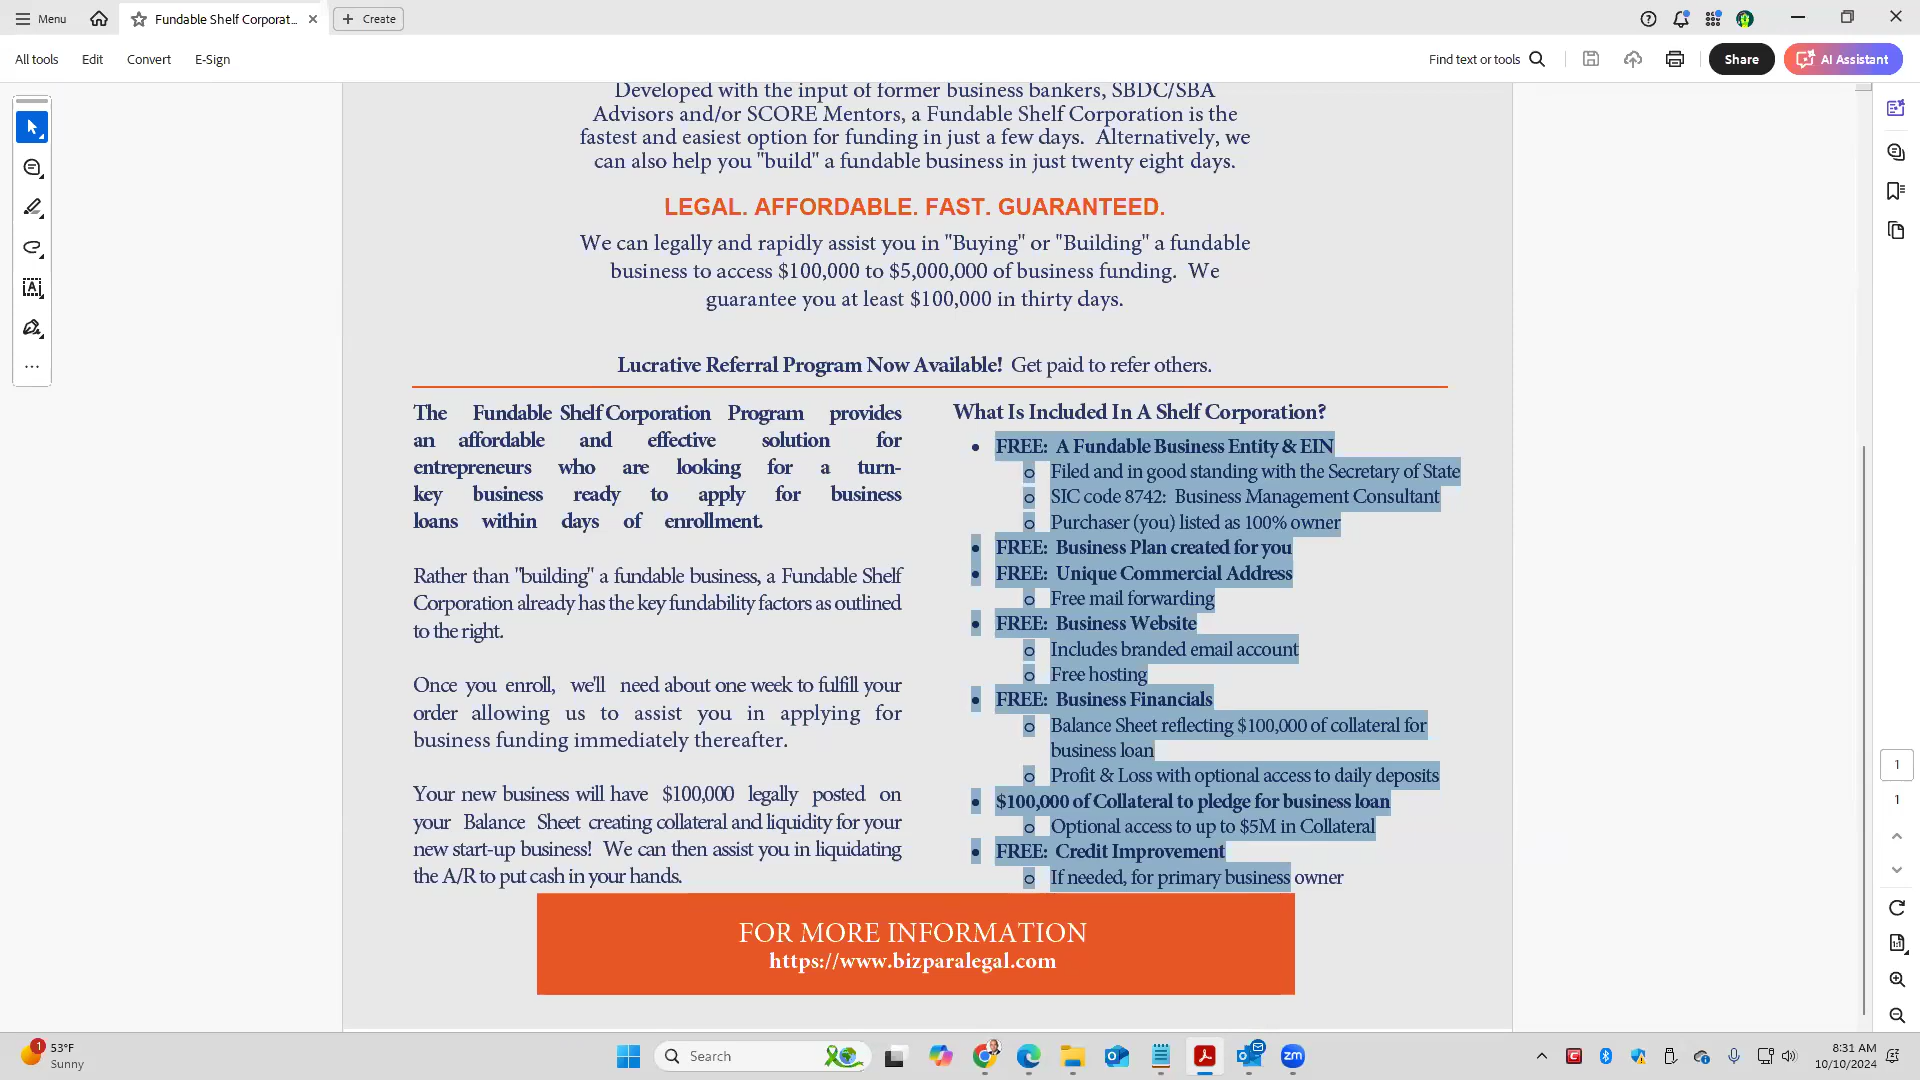 Menu
Fundable Shelf Corporat...
Create
All tools
Edit
Convert
E-Sign
Find text or tools
Share
AI Assistant
Developed with the input of former business bankers, SBDC/SBA
Advisors and/or SCORE Mentors, a Fundable Shelf Corporation is the
fastest and easiest option for funding in just a few days. Alternatively, we
can also help you "build" a fundable business in just twenty eight days.
LEGAL. AFFORDABLE. FAST. GUARANTEED.
We can legally and rapidly assist you in "Buying" or "Building" a fundable
business to access $100,000 to $5,000,000 of business funding. We
guarantee you at least $100,000 in thirty days.
Lucrative Referral Program Now Available! Get paid to refer others.
The Fundable Shelf Corporation Program provides
an affordable and effective solution for
entrepreneurs who are looking for a turn-
key business ready to apply for business
loans within days of enrollment.
Rather than "building" a fundable business, a Fundable Shelf
Corporation already has the key fundability factors as outlined
to the right.
Once you enroll, we'll need about one week to fulfill your
order allowing us to assist you in applying for
business funding immediately thereafter.
Your new business will have $100,000 legally posted on
your Balance Sheet creating collateral and liquidity for your
new start-up business! We can then assist you in liquidating
the A/R to put cash in your hands.
What Is Included In A Shelf Corporation?
• FREE: A Fundable Business Entity & EIN
o Filed and in good standing with the Secretary of State
o SIC code 8742: Business Management Consultant
o Purchaser (you) listed as 100% owner
• FREE: Business Plan created for you
• FREE: Unique Commercial Address
o Free mail forwarding
• FREE: Business Website
o Includes branded email account
o Free hosting
• FREE: Business Financials
o Balance Sheet reflecting $100,000 of collateral for
business loan
o Profit & Loss with optional access to daily deposits
• $100,000 of Collateral to pledge for business loan
o Optional access to up to $5M in Collateral
• FREE: Credit Improvement
o If needed, for primary business owner
FOR MORE INFORMATION
https://www.bizparalegal.com
1
1
1
53°F
Sunny
Search
zm
8:31 AM
10/10/2024